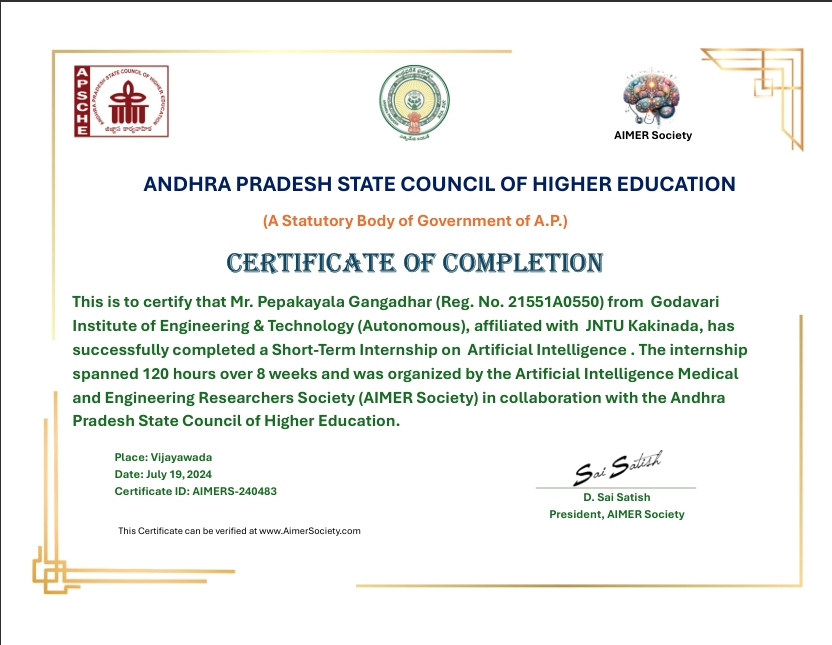 APSCHE
ANDHRA PRADESH STATE COUNCIL OF HIGHER EDUCATION
AIMER Society
ANDHRA PRADESH STATE COUNCIL OF HIGHER EDUCATION
(A Statutory Body of Government of A.P.)
CERTIFICATE OF COMPLETION
This is to certify that Mr. Pepakayala Gangadhar (Reg. No. 21551A0550) from Godavari
Institute of Engineering & Technology (Autonomous), affiliated with JNTU Kakinada, has
successfully completed a Short-Term Internship on Artificial Intelligence . The internship
spanned 120 hours over 8 weeks and was organized by the Artificial Intelligence Medical
and Engineering Researchers Society (AIMER Society) in collaboration with the Andhra
Pradesh State Council of Higher Education.
Place: Vijayawada
Date: July 19,2024
Certificate ID: AIMERS-240483
Sai Satish
D. Sai Satish
President, AIMER Society
This Certificate can be verified at www.AimerSociety.com